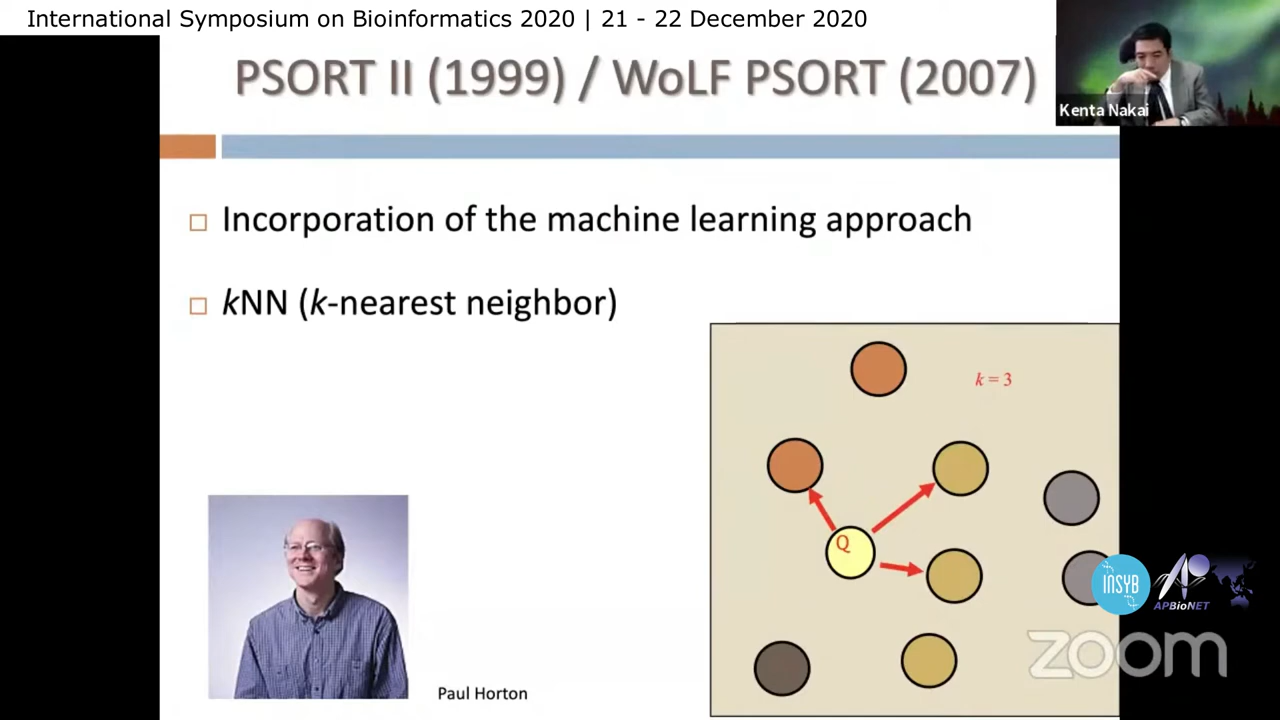 International Symposium on Bioinformatics 2020 | 21 - 22 December 2020
PSORT II (1999) / WoLF PSORT (2007)
Kenta Nakai
Incorporation of the machine learning approach
kNN (k-nearest neighbor)
k = 3
Q
INSYB
APBioNET
zoom
Paul Horton